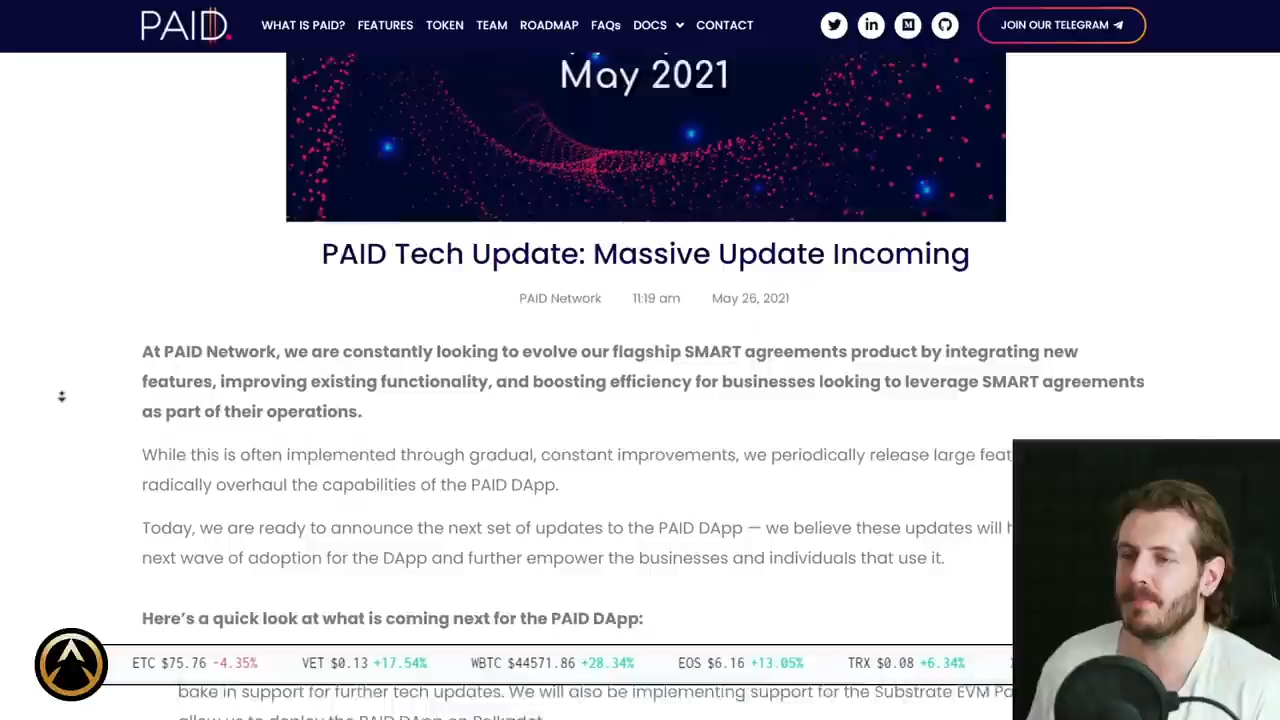 PAID.
WHAT IS PAID? FEATURES TOKEN TEAM ROADMAP FAQs DOCS CONTACT
JOIN OUR TELEGRAM
May 2021
PAID Tech Update: Massive Update Incoming
PAID Network 11:19 am May 26, 2021
At PAID Network, we are constantly looking to evolve our flagship SMART agreements product by integrating new
features, improving existing functionality, and boosting efficiency for businesses looking to leverage SMART agreements
as part of their operations.
While this is often implemented through gradual, constant improvements, we periodically release large
radically overhaul the capabilities of the PAID DApp.
Today, we are ready to announce the next set of updates to the PAID DApp — we believe these updates will
next wave of adoption for the DApp and further empower the businesses and individuals that use it.
Here's a quick look at what is coming next for the PAID DApp:
ETC $75.76 -4.35% VET $0.13 +17.54% WBTC $44571.86 +28.34% EOS $6.16 +13.05% TRX $0.08 +6.34%
bake in support for further tech updates. We will also be implementing support for the Substrate EVM
allow us to deploy the PAID DApp on Polkadot